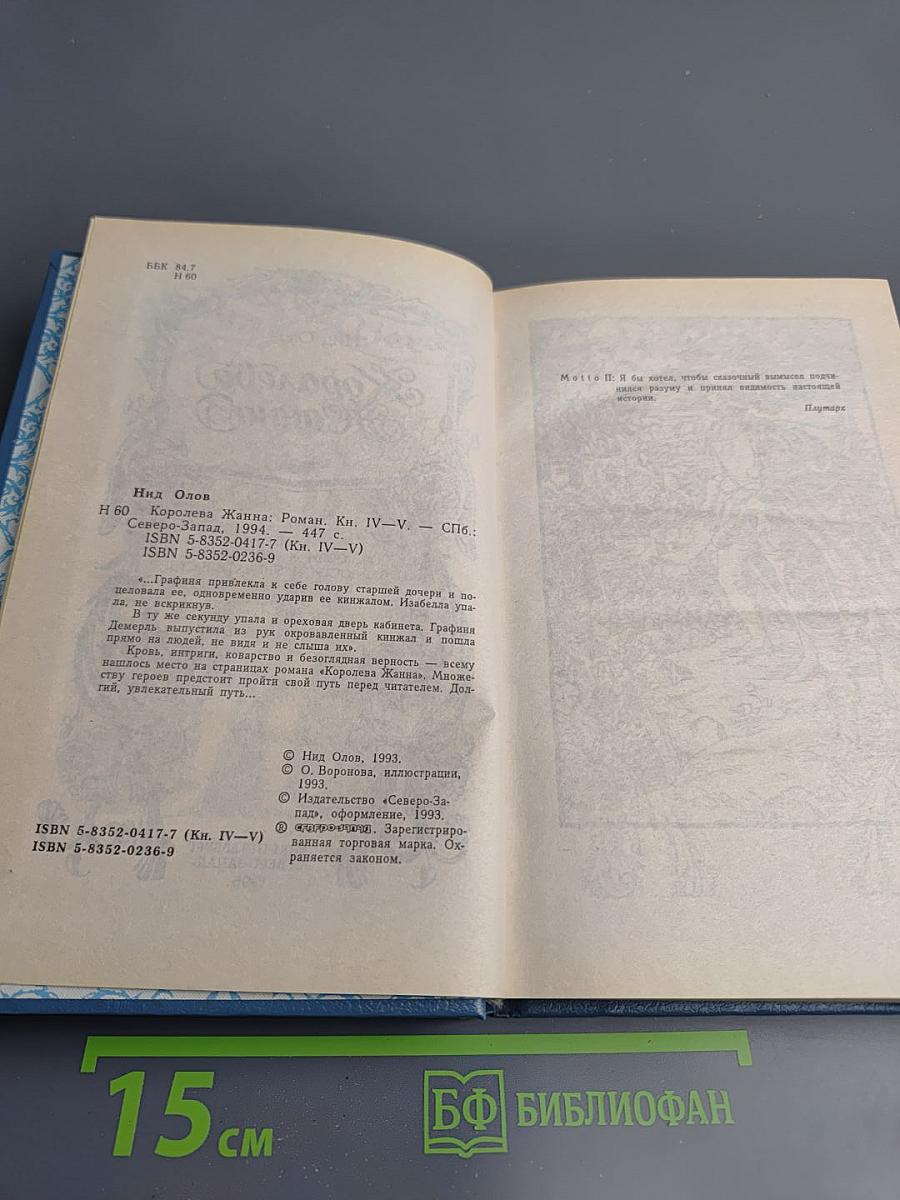 ББК 84.7
Н 60
Нид Олов
Н 60 Королева Жанна: Роман. Кн. IV—V. — СПб.:
Северо-Запад, 1994. — 447 с.
ISBN 5-8352-0417-7 (Кн. IV—V)
ISBN 5-8352-0236-9
«...Графиня привлекла к себе голову старшей дочери и по-
целовала ее, одновременно ударив ее кинжалом. Изабелла упа-
ла, не вскрикнув.
В ту же секунду упала и ореховая дверь кабинета. Графиня
Демерль выпустила из рук окровавленный кинжал и пошла
прямо на людей, не видя и не слыша их».
Кровь, интриги, коварство и безоглядная верность — всему
нашлось место на страницах романа «Королева Жанна». Множе-
ству героев предстоит пройти свой путь перед читателем. Дол-
гий, увлекательный путь...
© Нид Олов, 1993.
© О. Воронова, иллюстрации,
1993.
© Издательство «Северо-За-
пад», оформление, 1993.
® СЕВЕРО-ЗАПАД. Зарегистриро-
ванная торговая марка. Ох-
раняется законом.
ISBN 5-8352-0417-7 (Кн. IV—V)
ISBN 5-8352-0236-9
Motto II: Я бы хотел, чтобы сказочный вымысел подчи-
нился разуму и принял видимость настоящей
истории.
Плутарх
15 см
БФ БИБЛИОФАН